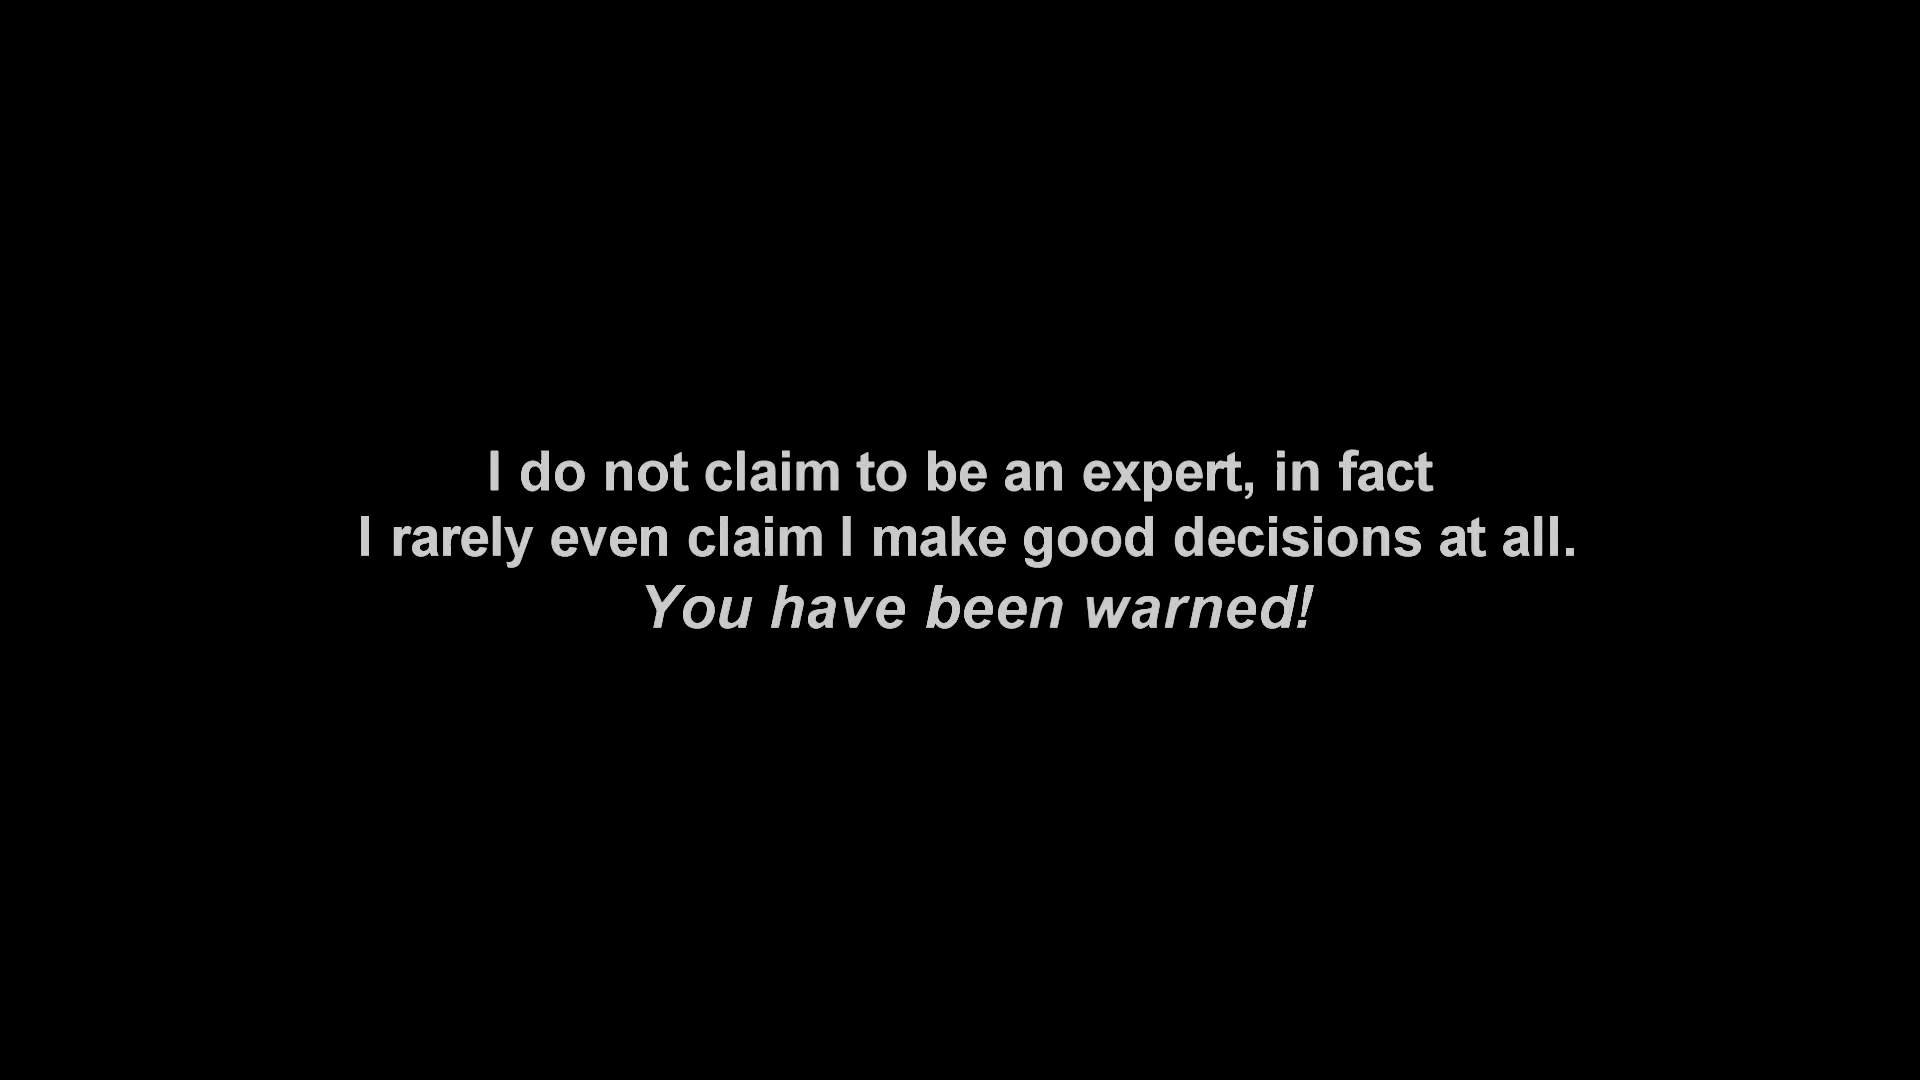 I do not claim to be an expert, in fact
I rarely even claim I make good decisions at all.
You have been warned!